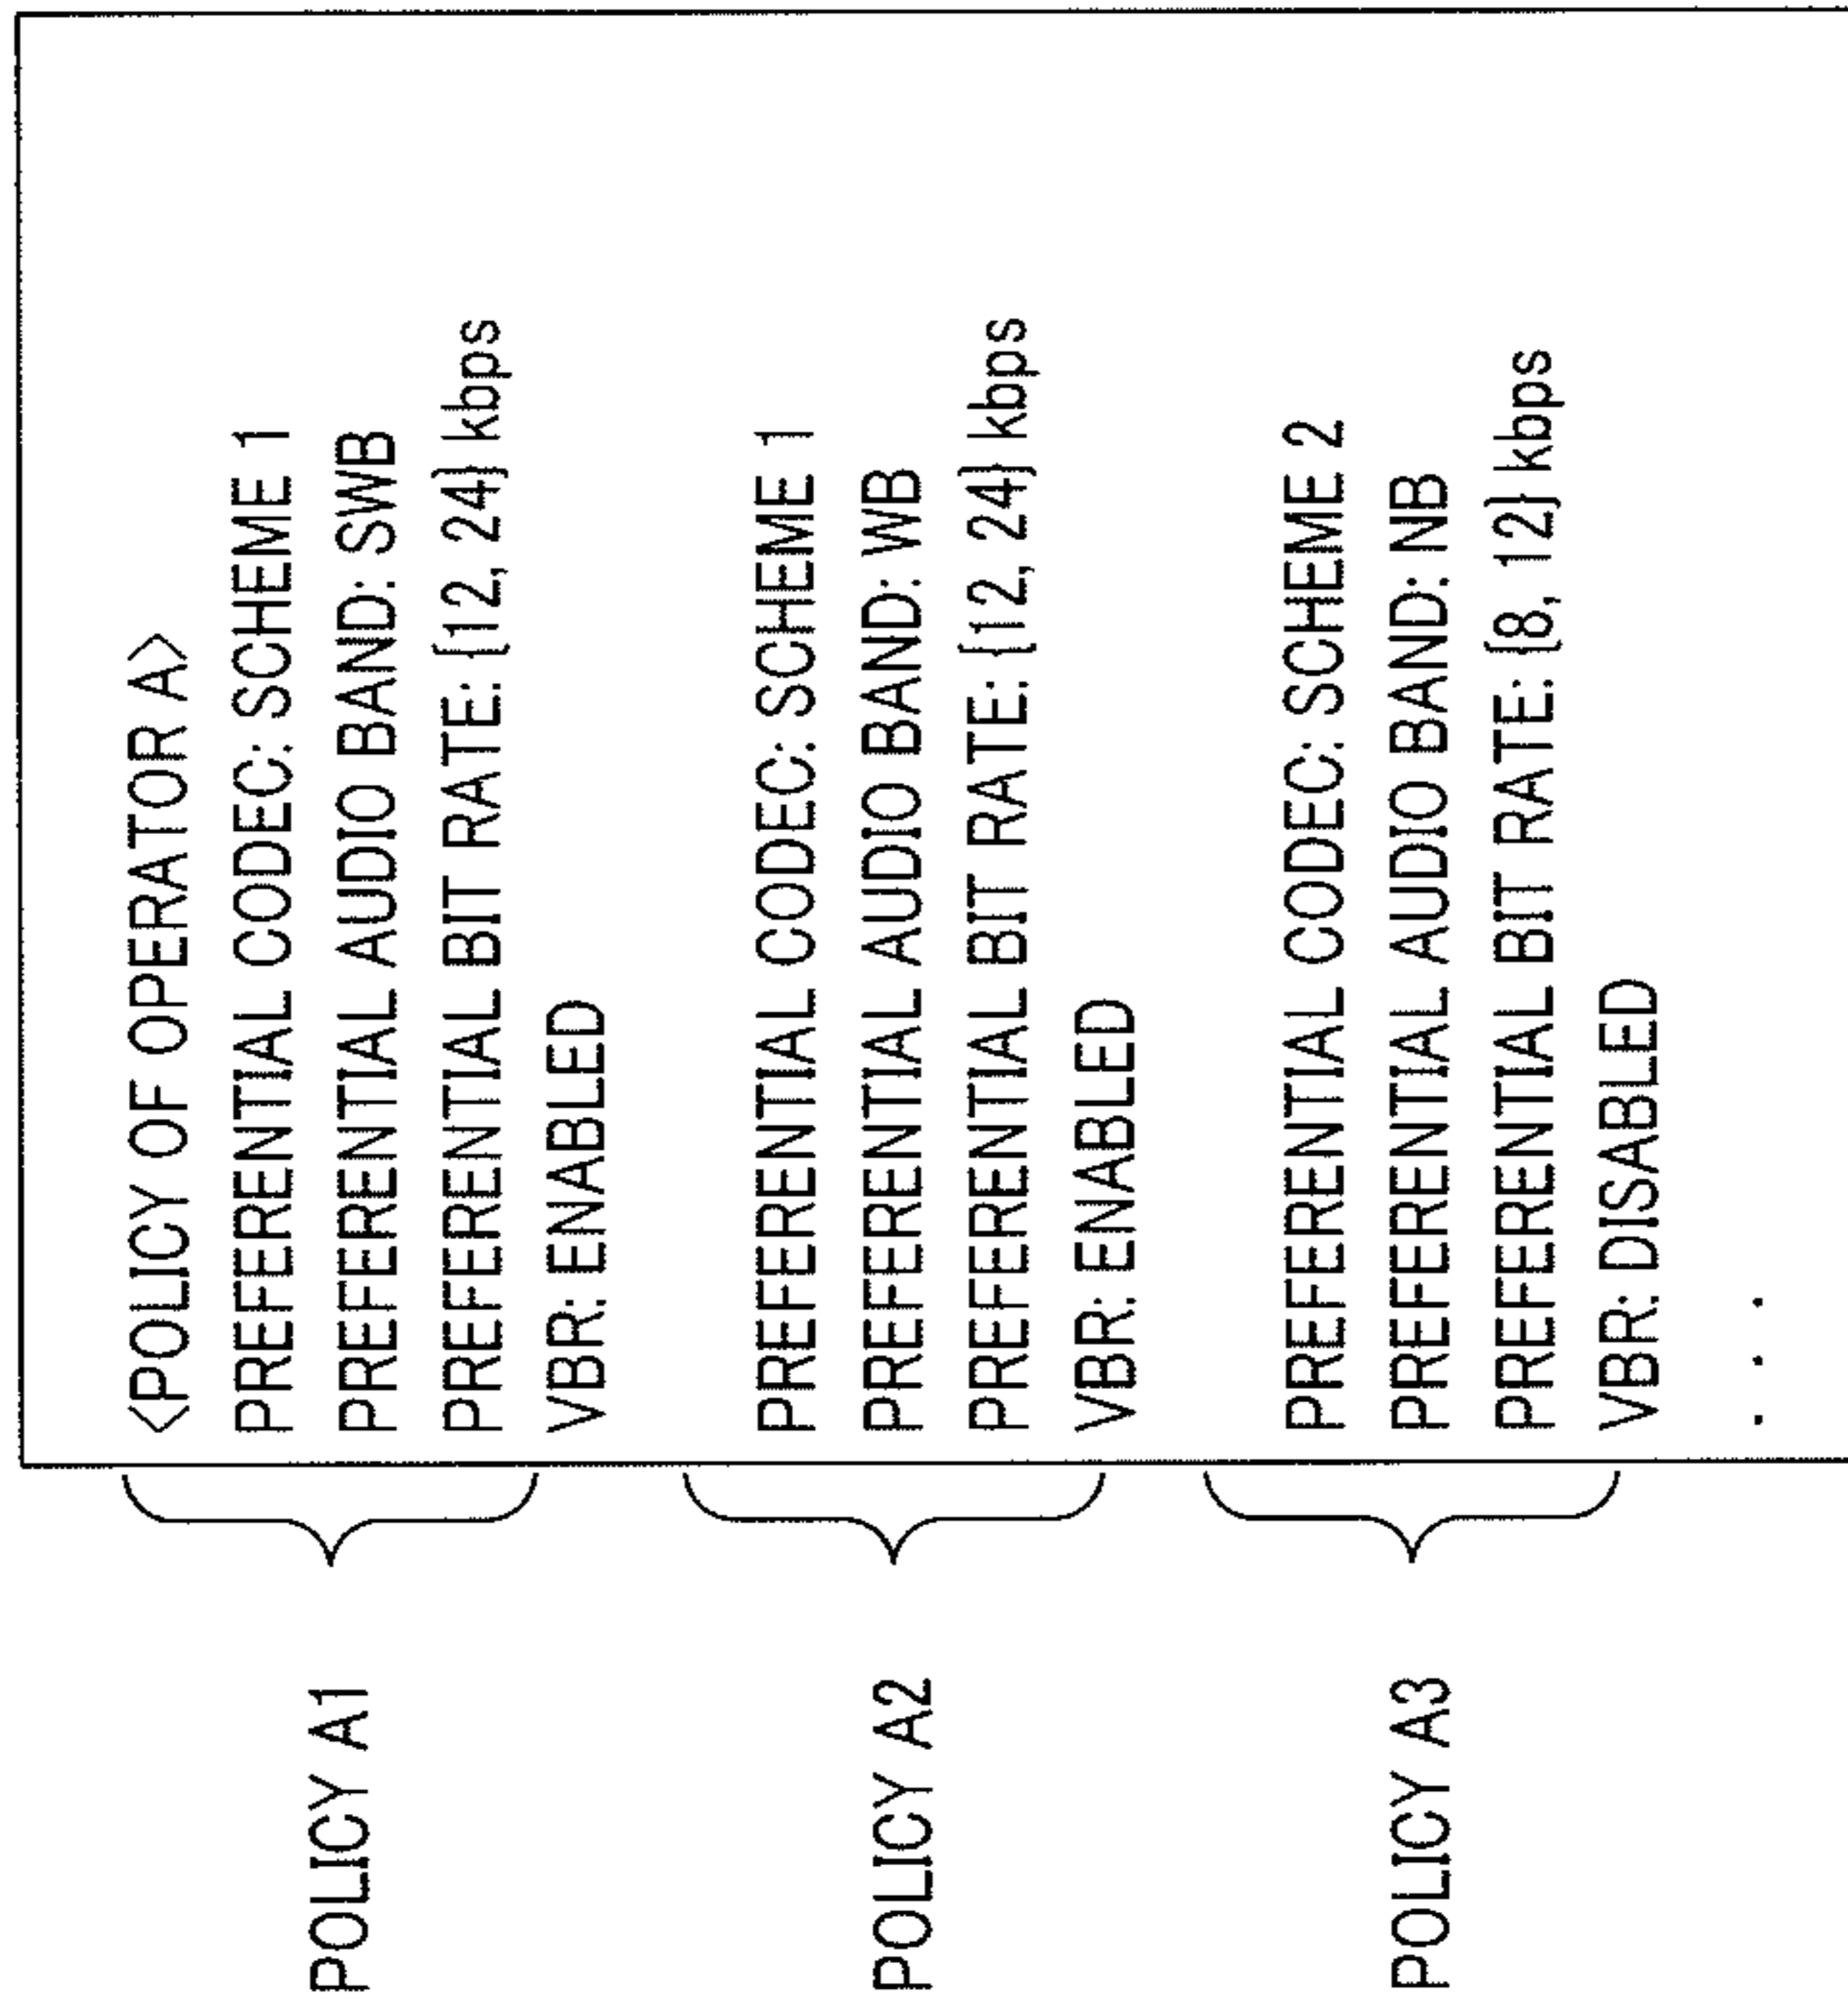 <POLICY OF OPERATOR A>
POLICY A1
PREFERENTIAL CODEC: SCHEME 1
PREFERENTIAL AUDIO BAND: SWB
PREFERENTIAL BIT RATE: {12, 24} kbps
VBR: ENABLED
POLICY A2
PREFERENTIAL CODEC: SCHEME 1
PREFERENTIAL AUDIO BAND: WB
PREFERENTIAL BIT RATE: {12, 24} kbps
VBR: ENABLED
POLICY A3
PREFERENTIAL CODEC: SCHEME 2
PREFERENTIAL AUDIO BAND: NB
PREFERENTIAL BIT RATE: {8, 12} kbps
VBR: DISABLED
. . .